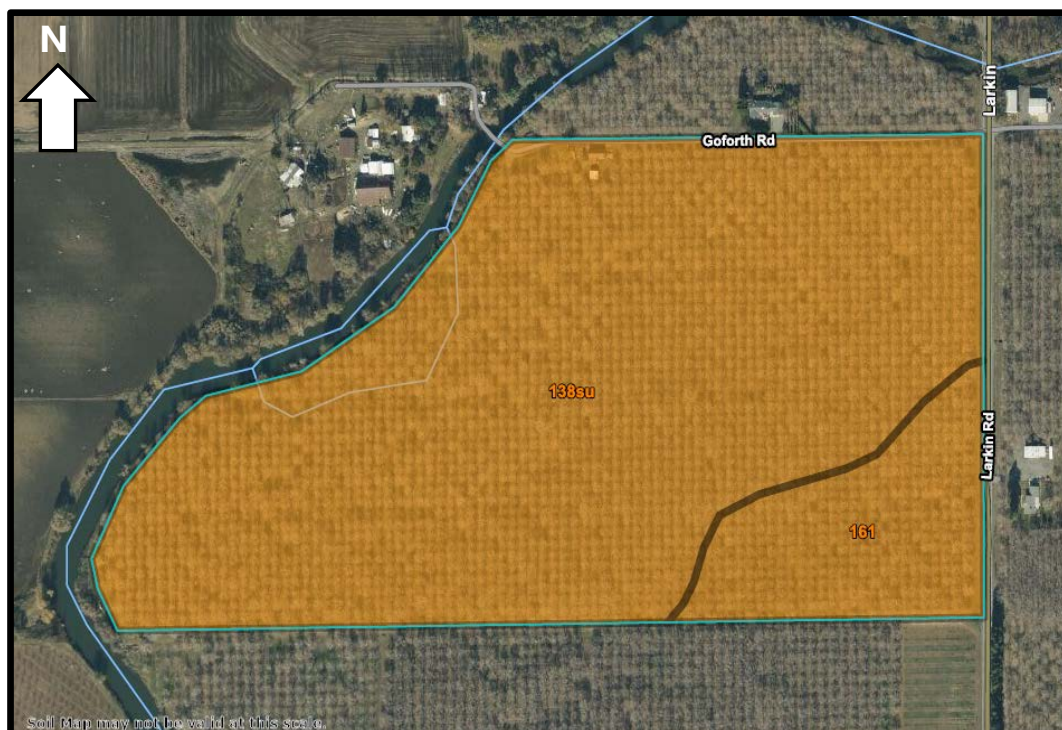 N
Larkin
Goforth Rd
138su
Larkin Rd
161
Soil Map may not be valid at this scale.